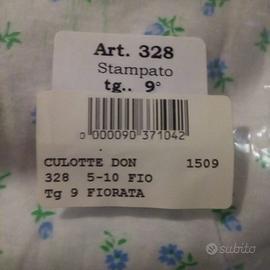 Art. 328
Stampato
tg.. 9°
0 000090 371042
CULOTTE DON 1509
328 5-10 FIO
Tg 9 FIORATA
subito